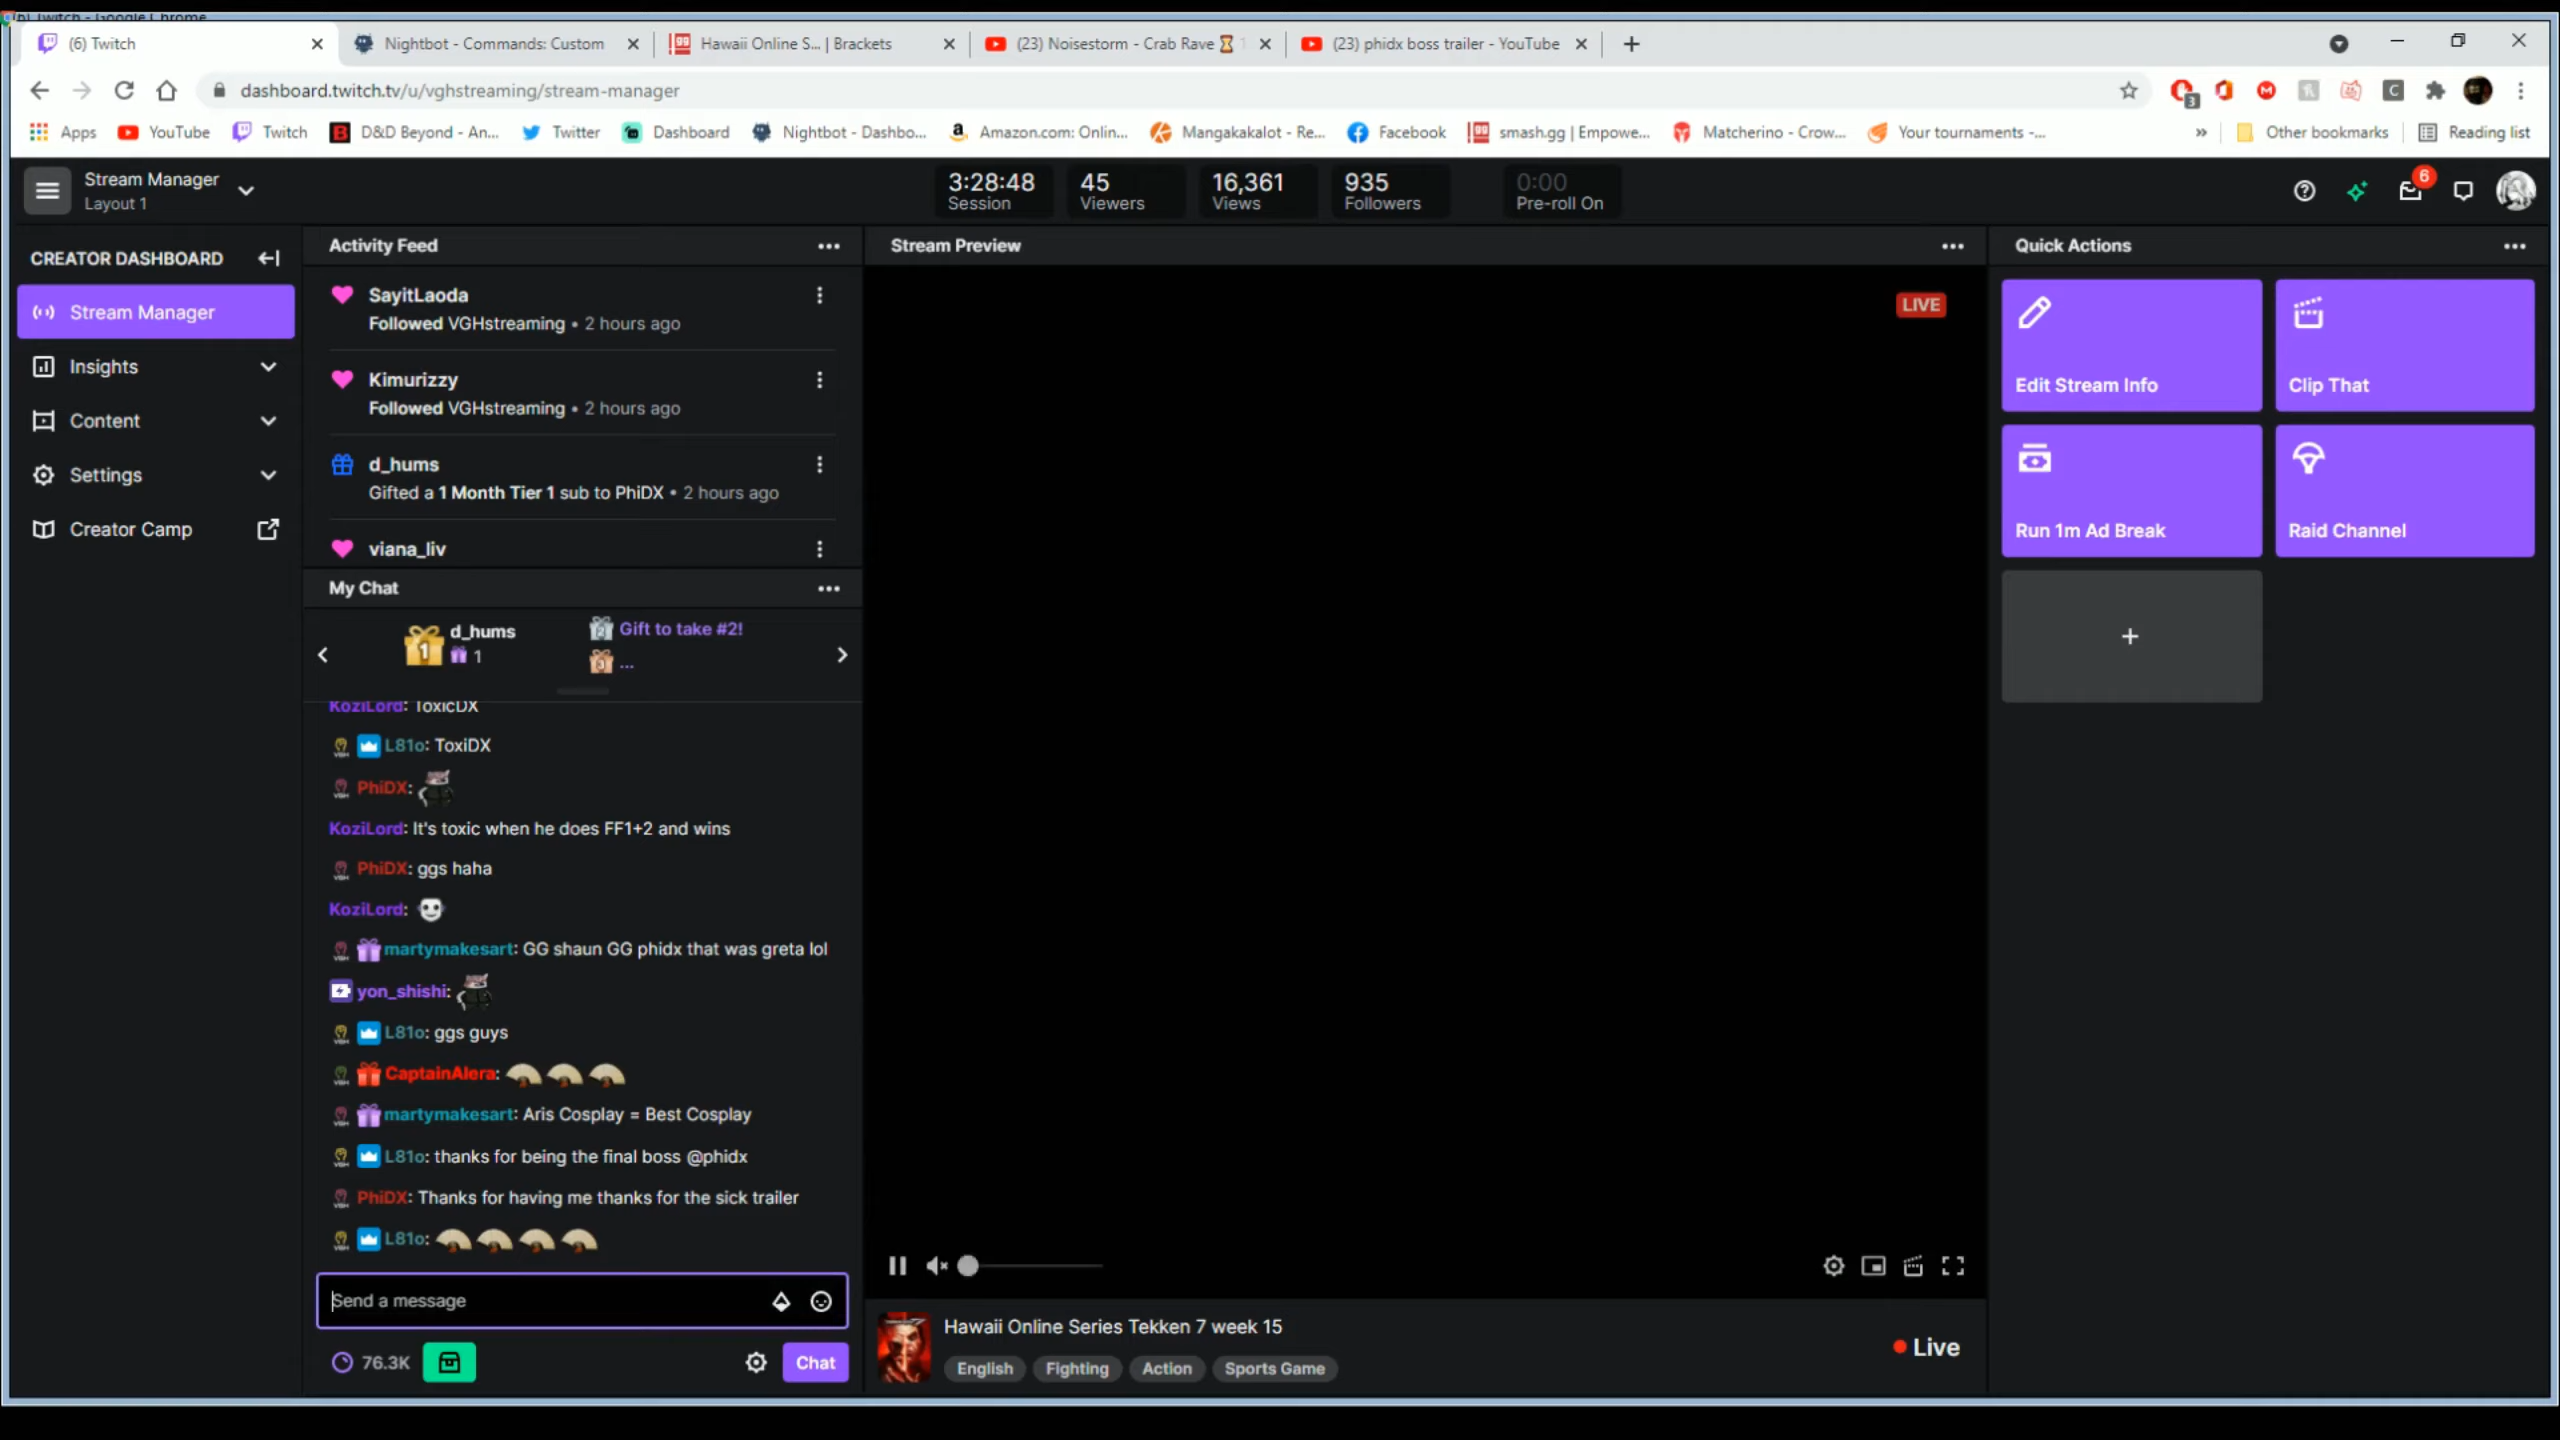 (6) Twitch - Google Chrome
(6) Twitch
Nightbot - Commands: Custom
Hawaii Online S... | Brackets
(23) Noisestorm - Crab Rave
(23) phidx boss trailer - YouTube
dashboard.twitch.tv/u/vghstreaming/stream-manager
3
Apps
YouTube
Twitch
D&D Beyond - An...
Twitter
Dashboard
Nightbot - Dashbo...
Amazon.com: Onlin...
Mangakakalot - Re...
Facebook
smash.gg | Empowe...
Matcherino - Crow...
Your tournaments -...
»
Other bookmarks
Reading list
Stream Manager
Layout 1
3:28:48
Session
45
Viewers
16,361
Views
935
Followers
0:00
Pre-roll On
6
CREATOR DASHBOARD
Stream Manager
Insights
Content
Settings
Creator Camp
Activity Feed
SayitLaoda
Followed VGHstreaming • 2 hours ago
Kimurizzy
Followed VGHstreaming • 2 hours ago
d_hums
Gifted a 1 Month Tier 1 sub to PhiDX • 2 hours ago
viana_liv
My Chat
1
d_hums
1
2
Gift to take #2!
3
...
KoziLord: ToxicDX
L81o: ToxiDX
PhiDX:
KoziLord: It's toxic when he does FF1+2 and wins
PhiDX: ggs haha
KoziLord:
martymakesart: GG shaun GG phidx that was greta lol
yon_shishi:
L81o: ggs guys
CaptainAlera:
martymakesart: Aris Cosplay = Best Cosplay
L81o: thanks for being the final boss @phidx
PhiDX: Thanks for having me thanks for the sick trailer
L81o:
Send a message
76.3K
Chat
Stream Preview
LIVE
Hawaii Online Series Tekken 7 week 15
English
Fighting
Action
Sports Game
Live
Quick Actions
Edit Stream Info
Clip That
Run 1m Ad Break
Raid Channel
+